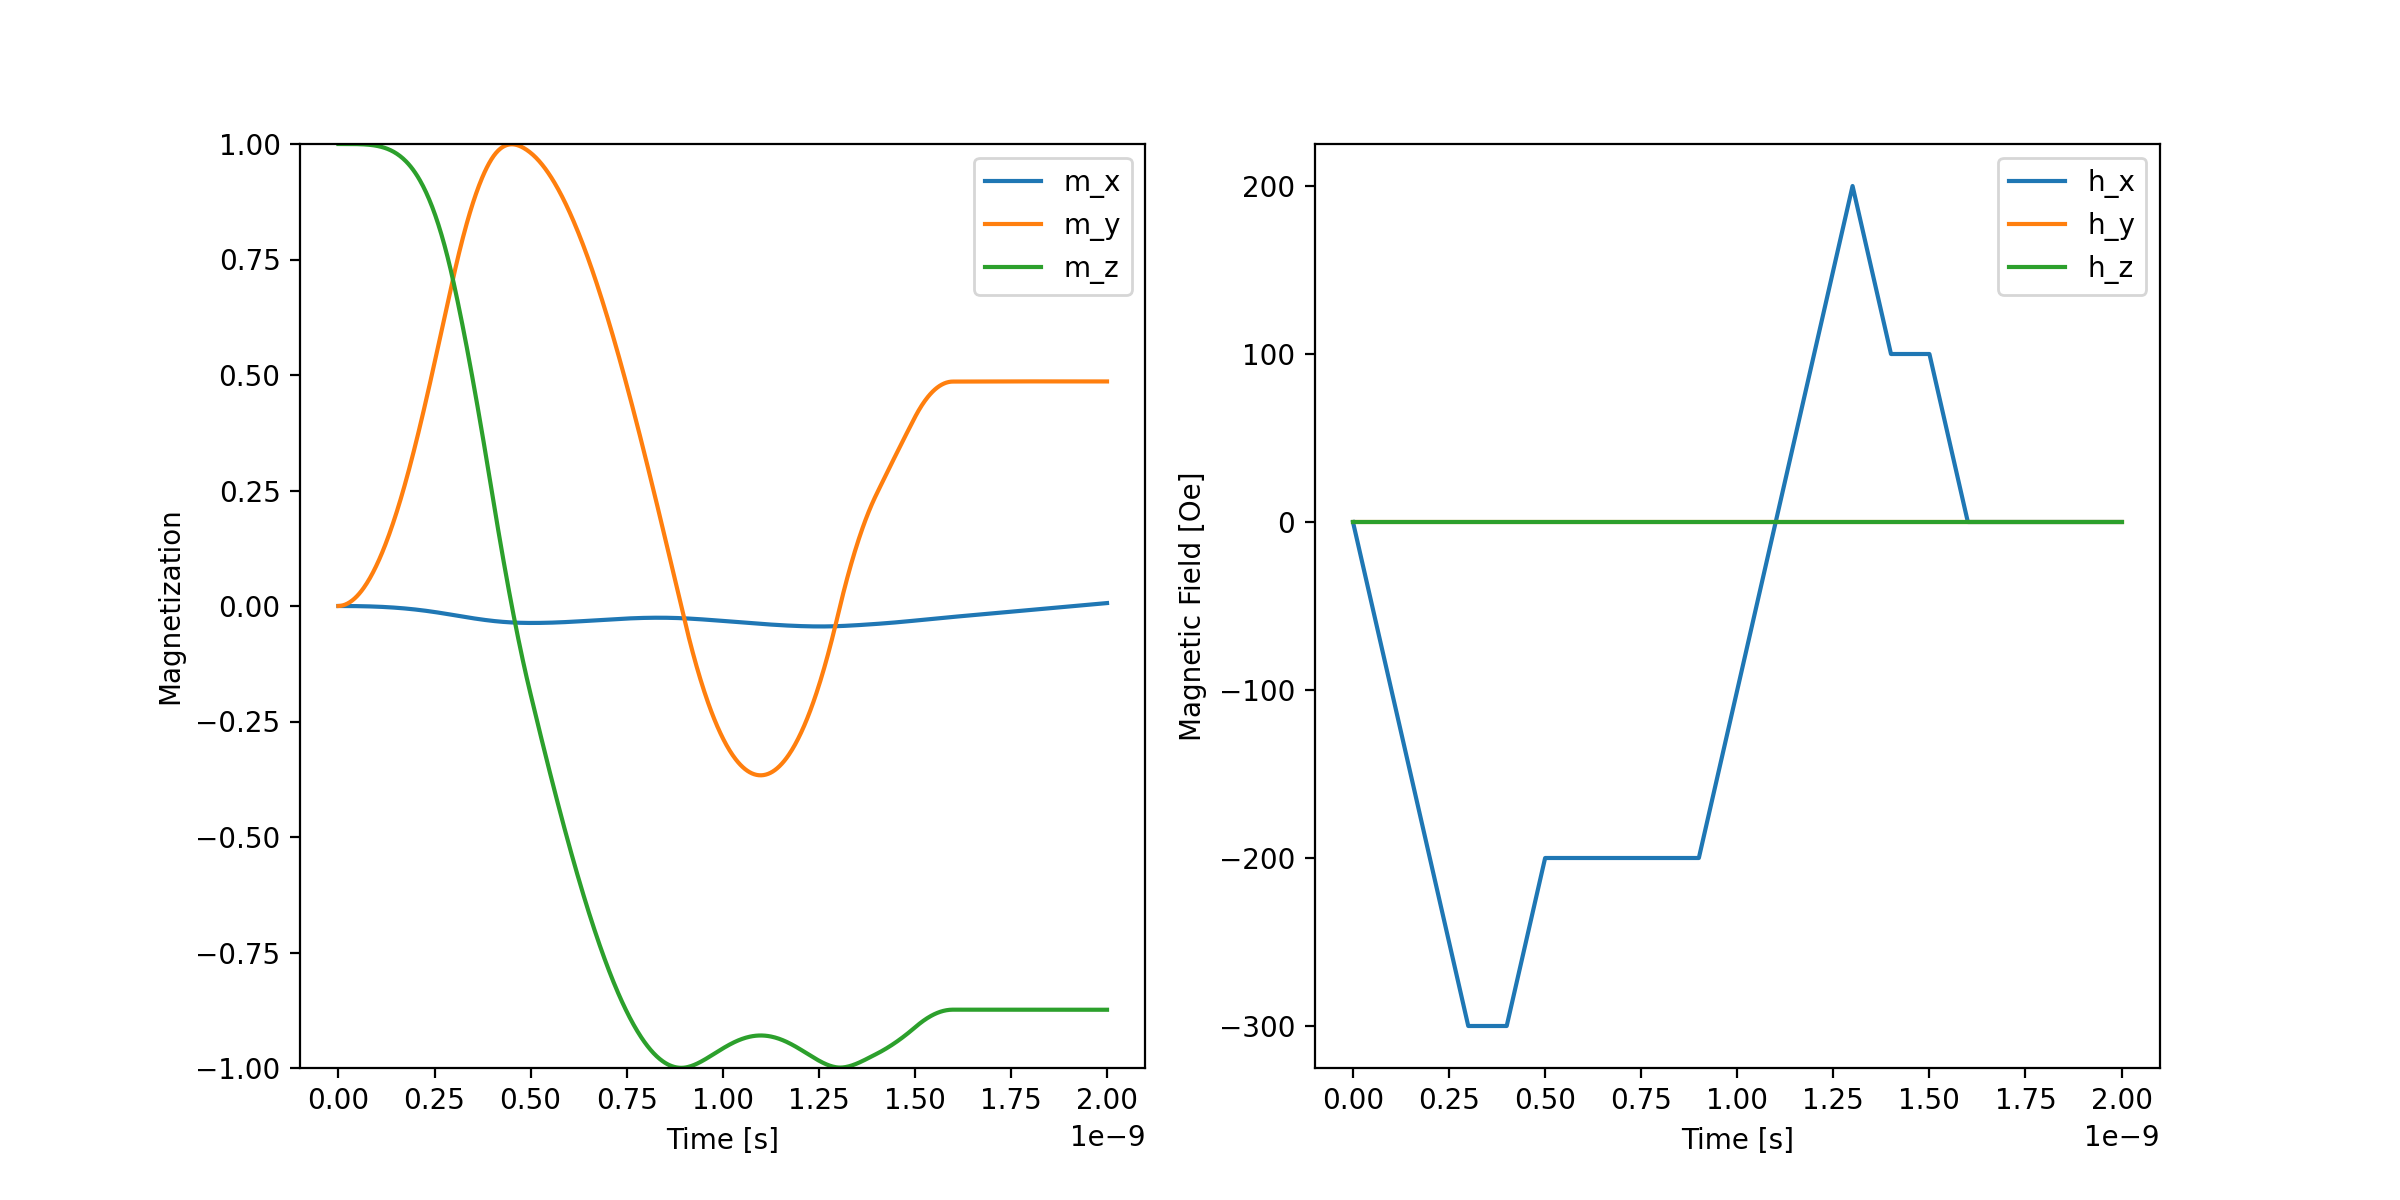 1.00
0.75
0.50
0.25
0.00
−0.25
−0.50
−0.75
−1.00
Magnetization
m_x
m_y
m_z
0.00 0.25 0.50 0.75 1.00 1.25 1.50 1.75 2.00
Time [s]
1e−9
200
100
0
−100
−200
−300
Magnetic Field [Oe]
h_x
h_y
h_z
0.00 0.25 0.50 0.75 1.00 1.25 1.50 1.75 2.00
Time [s]
1e−9